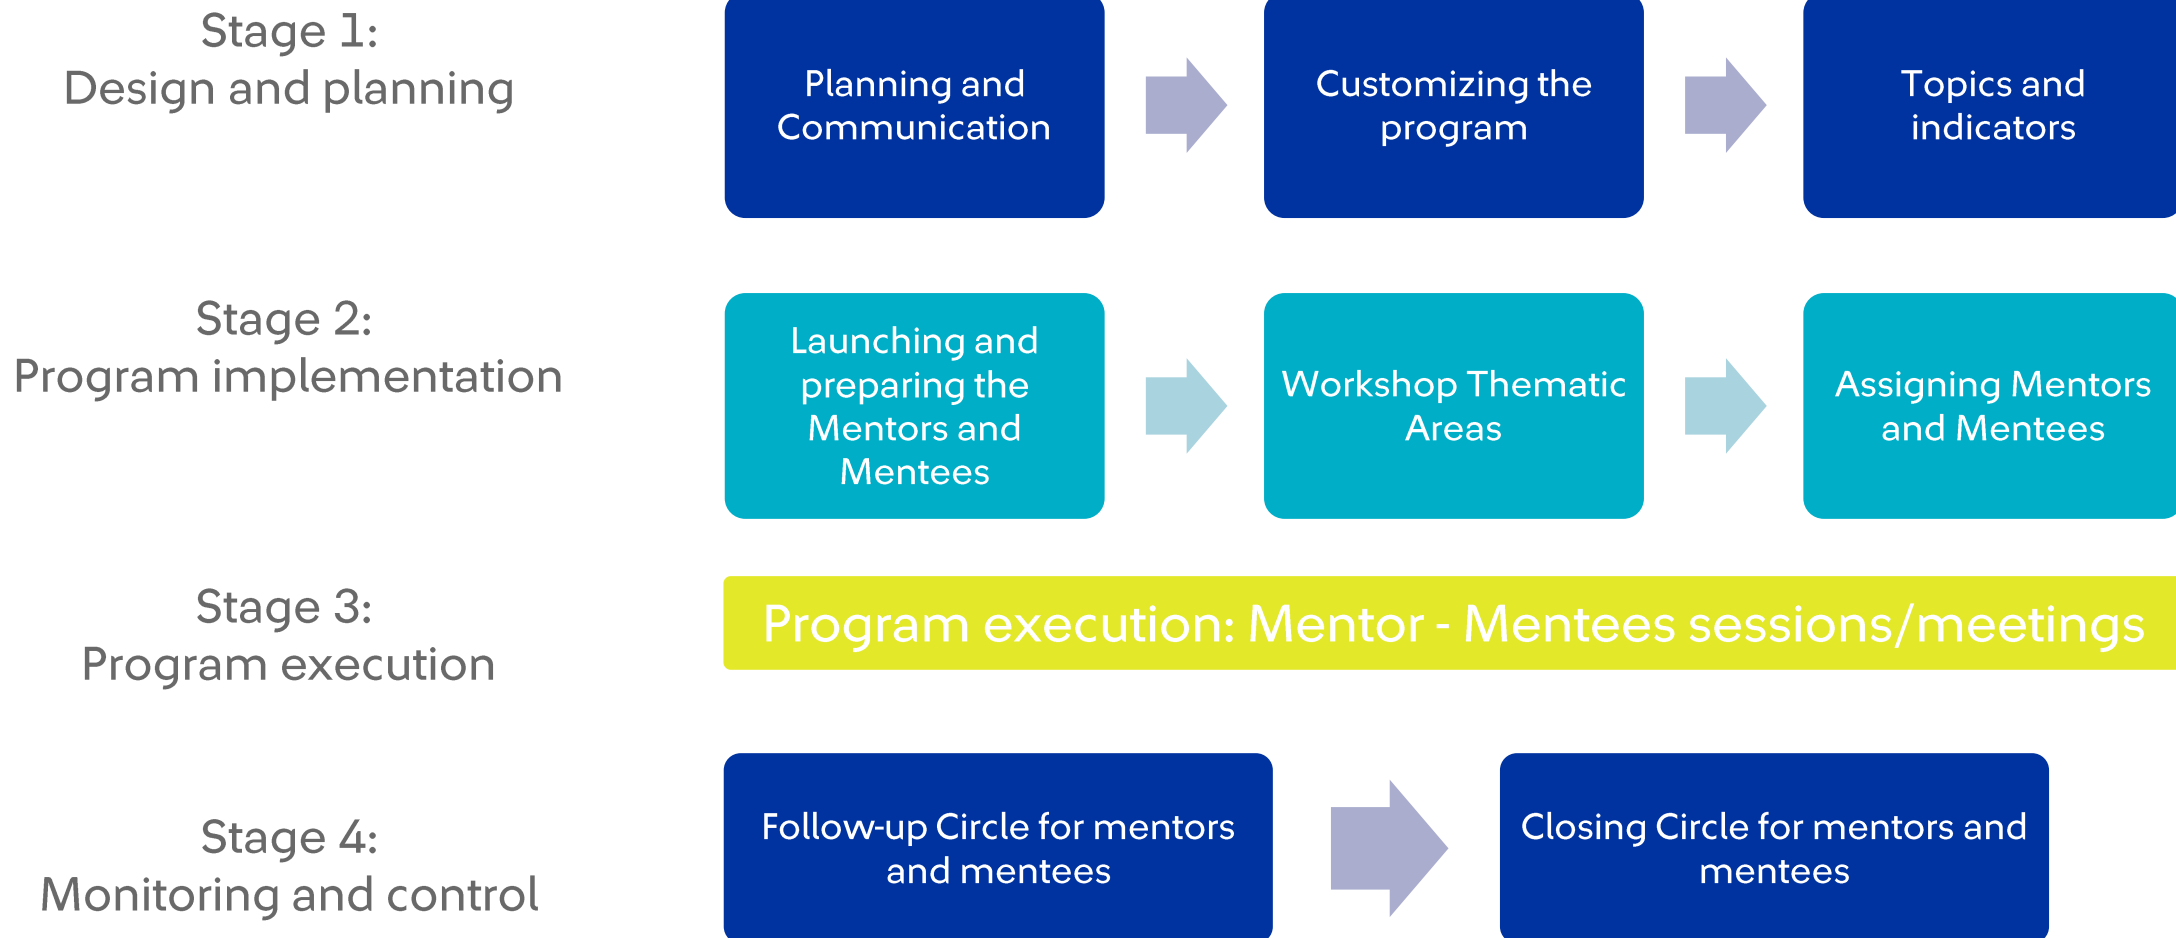 Stage 1:
Design and planning
Planning and
Communication
Customizing the
program
Topics and
indicators
Stage 2:
Program implementation
Launching and
preparing the
Mentors and
Mentees
Workshop Thematic
Areas
Assigning Mentors
and Mentees
Stage 3:
Program execution
Program execution: Mentor - Mentees sessions/meetings
Stage 4:
Monitoring and control
Follow-up Circle for mentors
and mentees
Closing Circle for mentors and
mentees